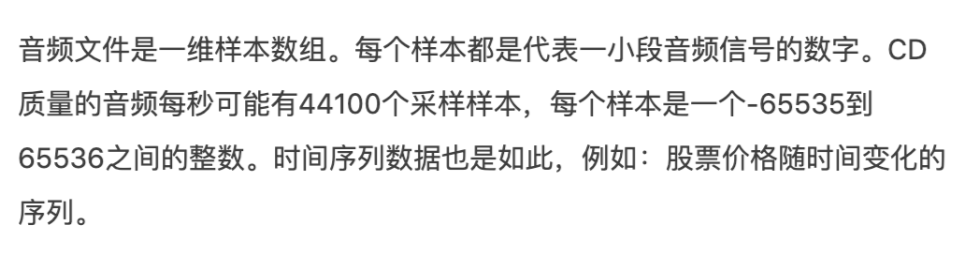 音频文件是一维样本数组。每个样本都是代表一小段音频信号的数字。CD
质量的音频每秒可能有44100个采样样本，每个样本是一个-65535到
65536之间的整数。时间序列数据也是如此，例如：股票价格随时间变化的
序列。